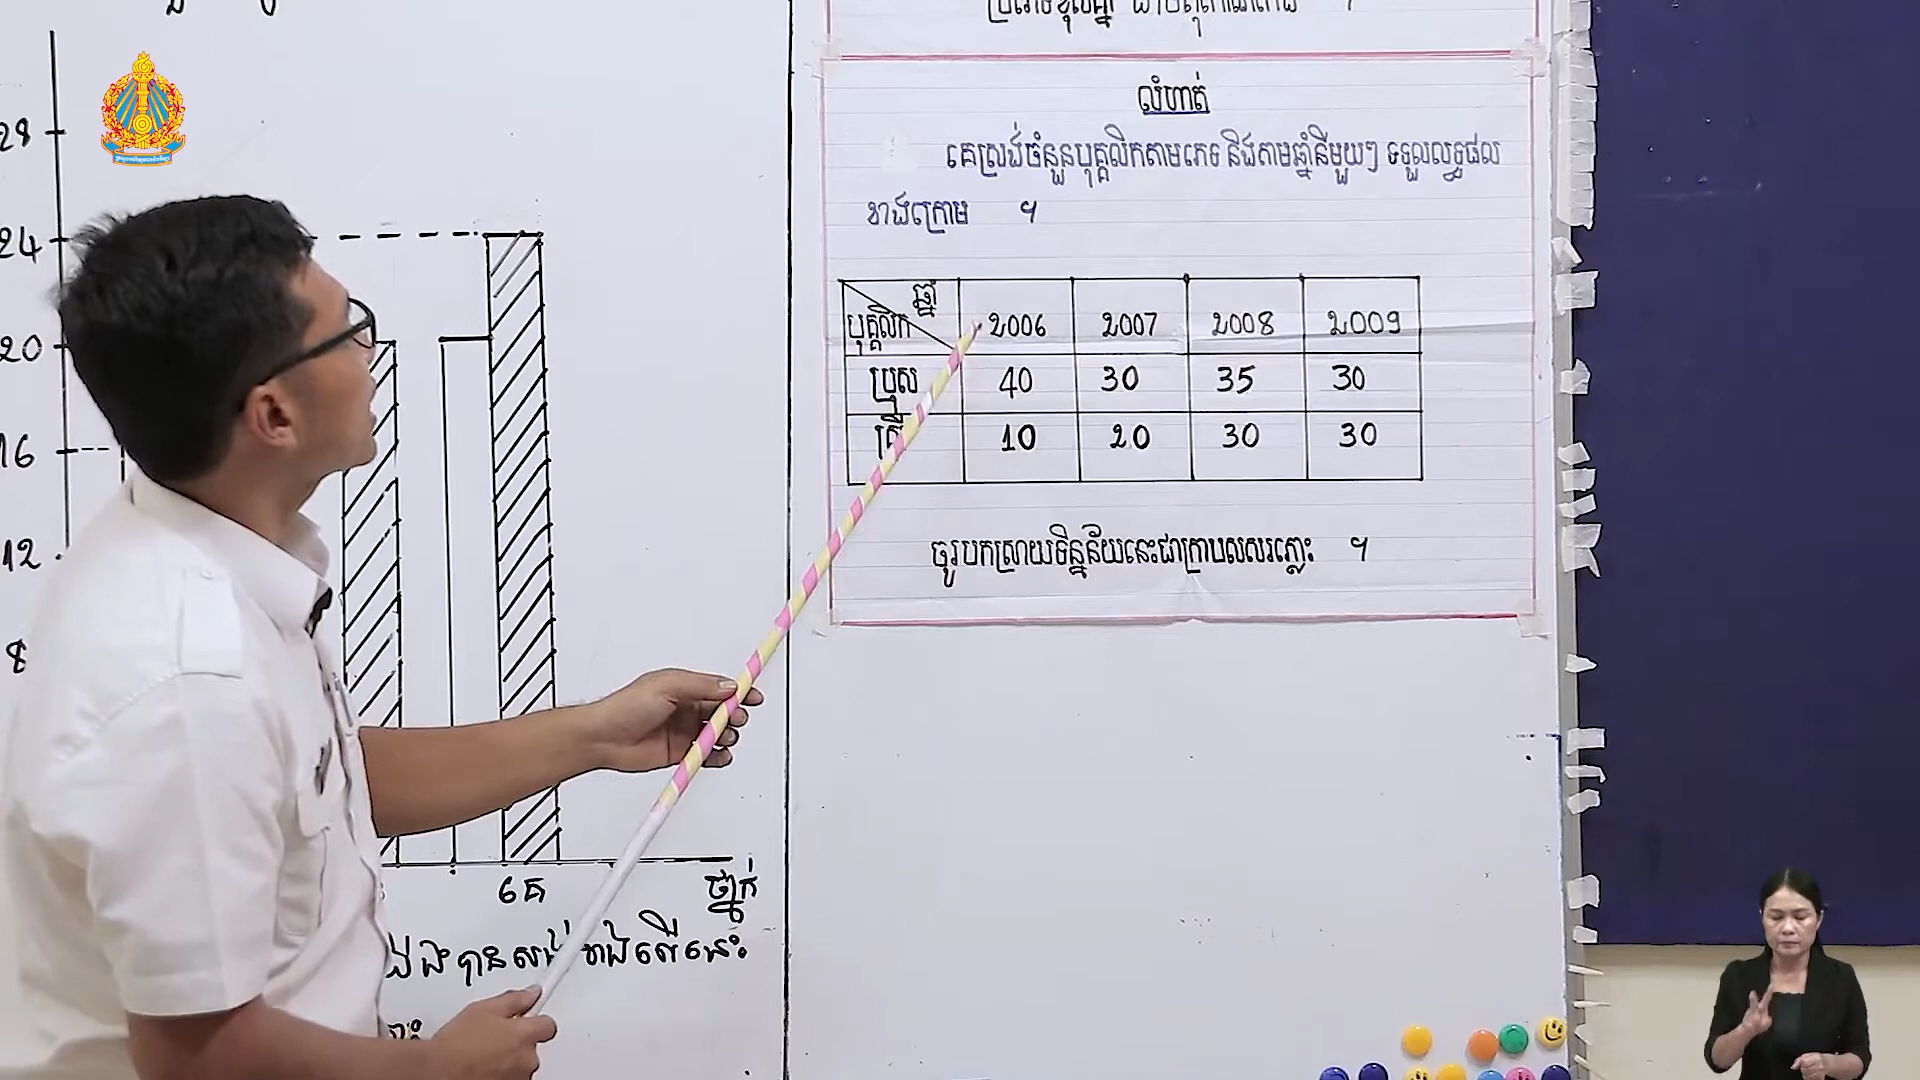 លំហាត់
គេស្រង់ចំនួនបុគ្គលិកតាមភេទ និងតាមឆ្នាំនីមួយៗ ទទួលលទ្ធផល
ខាងក្រោម ។
ឆ្នាំ
បុគ្គលិក 2006 2007 2008 2009
ប្រុស 40 30 35 30
ស្រី 10 20 30 30
ចូរបកស្រាយទិន្នន័យនេះជាក្រាបសសរភ្លោះ ។
28
24
20
16
12
8
6គ ថ្នាក់